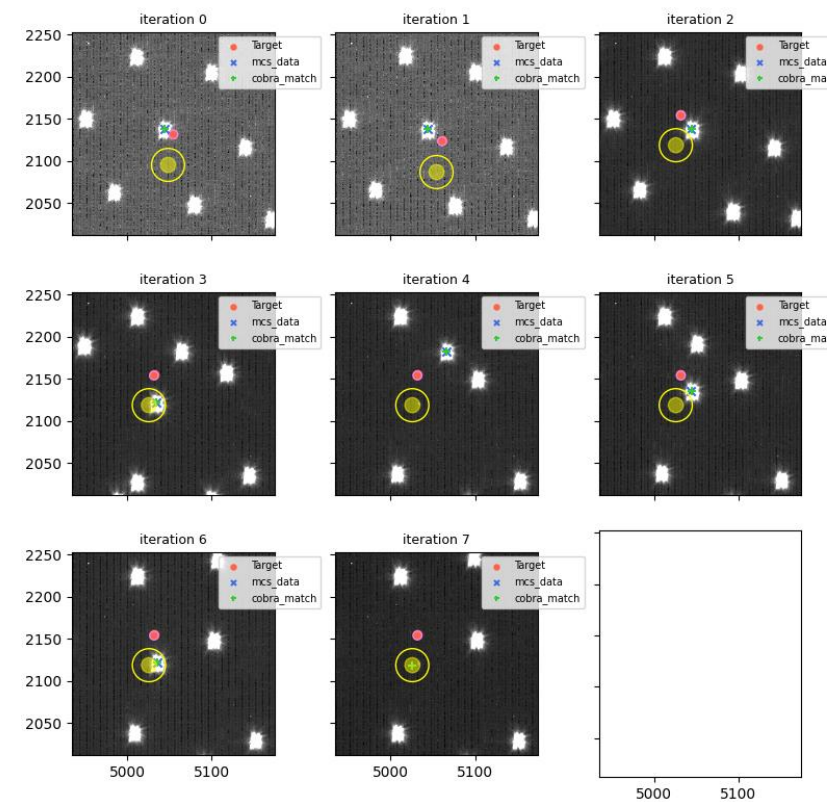 iteration 0
iteration 1
iteration 2
2250
2200
2150
2100
2050
Target
mcs_data
cobra_match
Target
mcs_data
cobra_match
Target
mcs_data
cobra_ma
iteration 3
iteration 4
iteration 5
2250
2200
2150
2100
2050
Target
mcs_data
cobra_match
Target
mcs_data
cobra_match
Target
mcs_data
cobra_ma
iteration 6
iteration 7
2250
2200
2150
2100
2050
Target
mcs_data
cobra_match
Target
mcs_data
cobra_match
5000 5100
5000 5100
5000 5100